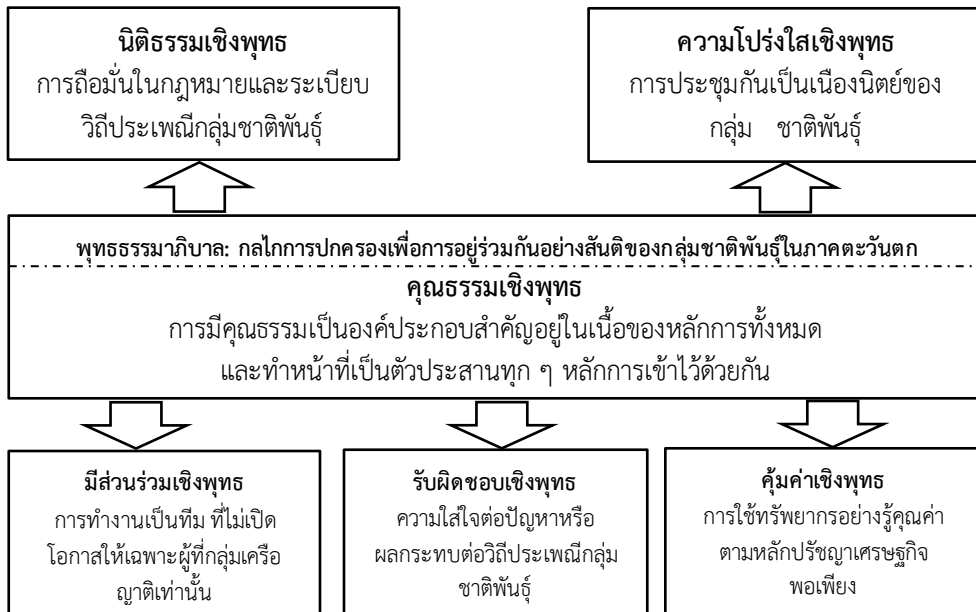 นิติธรรมเชิงพุทธ
การถือมั่นในกฎหมายและระเบียบ
วิถีประเพณีกลุ่มชาติพันธุ์
ความโปร่งใสเชิงพุทธ
การประชุมกันเป็นเนืองนิตย์ของ
กลุ่ม ชาติพันธุ์
พุทธธรรมาภิบาล: กลไกการปกครองเพื่อการอยู่ร่วมกันอย่างสันติของกลุ่มชาติพันธุ์ในภาคตะวันตก
คุณธรรมเชิงพุทธ
การมีคุณธรรมเป็นองค์ประกอบสำคัญอยู่ในเนื้อของหลักการทั้งหมด
และทำหน้าที่เป็นตัวประสานทุก ๆ หลักการเข้าไว้ด้วยกัน
มีส่วนร่วมเชิงพุทธ
การทำงานเป็นทีม ที่ไม่เปิด
โอกาสให้เฉพาะผู้ที่กลุ่มเครือ
ญาติเท่านั้น
รับผิดชอบเชิงพุทธ
ความใส่ใจต่อปัญหาหรือ
ผลกระทบต่อวิถีประเพณีกลุ่ม
ชาติพันธุ์
คุ้มค่าเชิงพุทธ
การใช้ทรัพยากรอย่างรู้คุณค่า
ตามหลักปรัชญาเศรษฐกิจ
พอเพียง